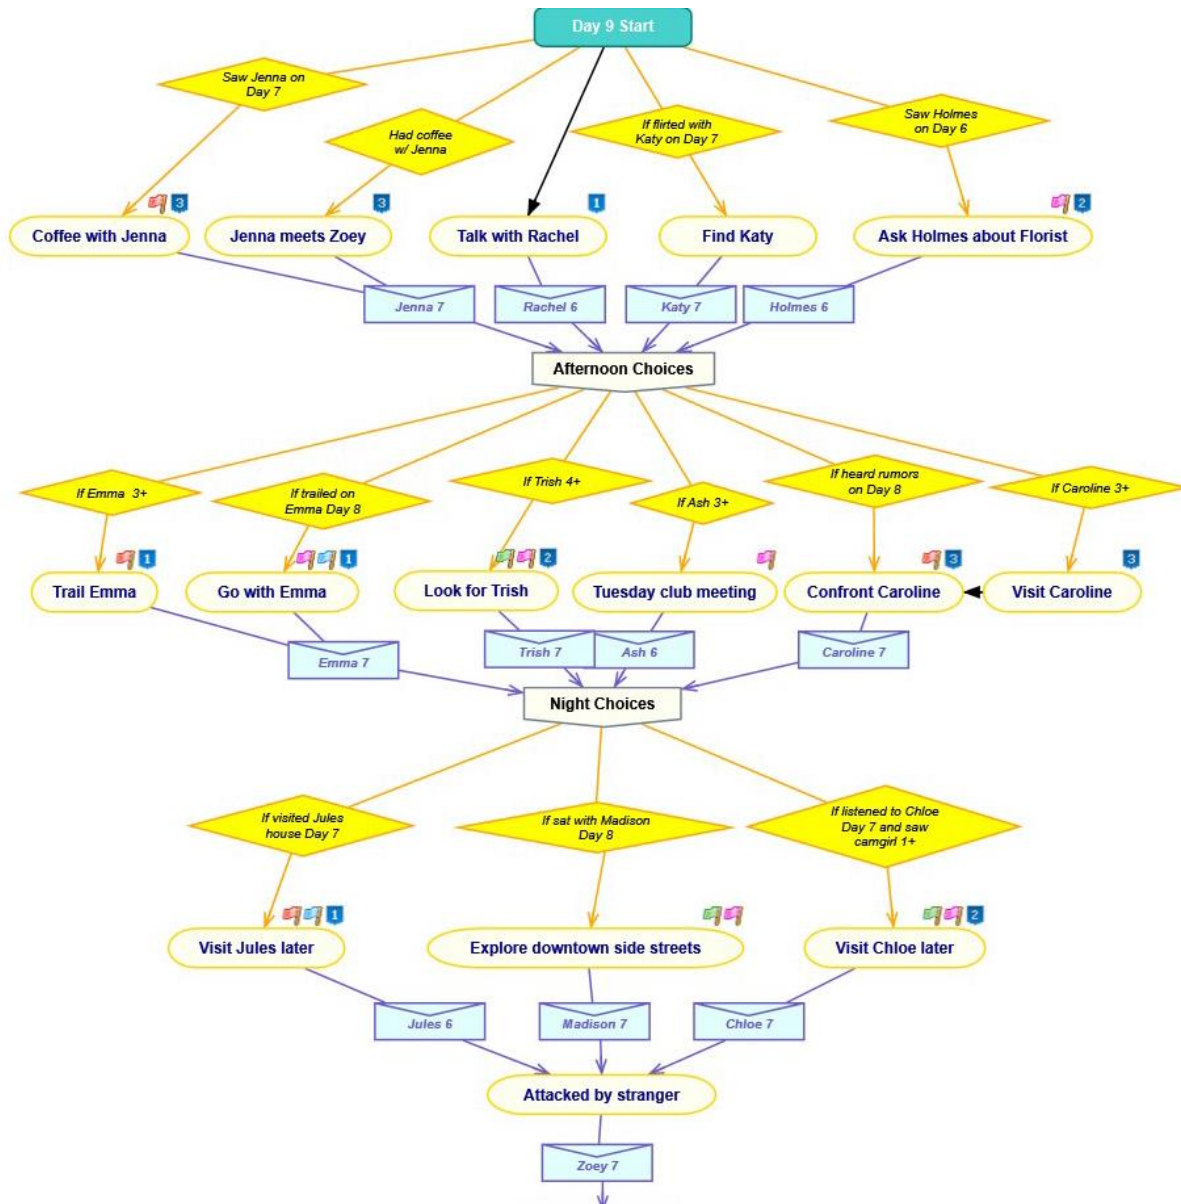 Day 9 Start
Saw Jenna on
Day 7
Had coffee
w/ Jenna
If flirted with
Katy on Day 7
Saw Holmes
on Day 6
3
3
1
2
Coffee with Jenna
Jenna meets Zoey
Talk with Rachel
Find Katy
Ask Holmes about Florist
Jenna 7
Rachel 6
Katy 7
Holmes 6
Afternoon Choices
If Emma 3+
If trailed on
Emma Day 8
If Trish 4+
If Ash 3+
If heard rumors
on Day 8
If Caroline 3+
1
1
2
3
3
Trail Emma
Go with Emma
Look for Trish
Tuesday club meeting
Confront Caroline
Visit Caroline
Emma 7
Trish 7
Ash 6
Caroline 7
Night Choices
If visited Jules
house Day 7
If sat with Madison
Day 8
If listened to Chloe
Day 7 and saw
camgirl 1+
1
2
Visit Jules later
Explore downtown side streets
Visit Chloe later
Jules 6
Madison 7
Chloe 7
Attacked by stranger
Zoey 7